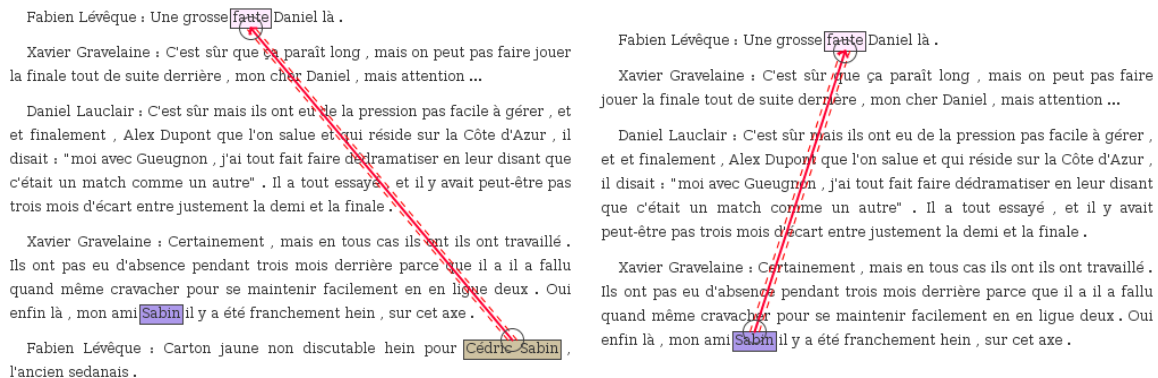 Fabien Lévêque : Une grosse faute Daniel là .
Xavier Gravelaine : C'est sûr que ça paraît long , mais on peut pas faire jouer
la finale tout de suite derrière , mon cher Daniel , mais attention ...
Daniel Lauclair : C'est sûr mais ils ont eu de la pression pas facile à gérer , et
et finalement , Alex Dupont que l'on salue et qui réside sur la Côte d'Azur , il
disait : "moi avec Gueugnon , j'ai tout fait faire dédramatiser en leur disant que
c'était un match comme un autre" . Il a tout essayé , et il y avait peut-être pas
trois mois d'écart entre justement la demi et la finale .
Xavier Gravelaine : Certainement , mais en tous cas ils ont ils ont travaillé .
Ils ont pas eu d'absence pendant trois mois derrière parce que il a il a fallu
quand même cravacher pour se maintenir facilement en en ligue deux . Oui
enfin là , mon ami Sabin il y a été franchement hein , sur cet axe .
Fabien Lévêque : Carton jaune non discutable hein pour Cédric Sabin ,
l'ancien sedanais .
Fabien Lévêque : Une grosse faute Daniel là .
Xavier Gravelaine : C'est sûr que ça paraît long , mais on peut pas faire
jouer la finale tout de suite derrière , mon cher Daniel , mais attention ...
Daniel Lauclair : C'est sûr mais ils ont eu de la pression pas facile à gérer ,
et et finalement , Alex Dupont que l'on salue et qui réside sur la Côte d'Azur ,
il disait : "moi avec Gueugnon , j'ai tout fait faire dédramatiser en leur disant
que c'était un match comme un autre" . Il a tout essayé , et il y avait
peut-être pas trois mois d'écart entre justement la demi et la finale .
Xavier Gravelaine : Certainement , mais en tous cas ils ont ils ont travaillé .
Ils ont pas eu d'absence pendant trois mois derrière parce que il a il a fallu
quand même cravacher pour se maintenir facilement en en ligue deux . Oui
enfin là , mon ami Sabin il y a été franchement hein , sur cet axe .